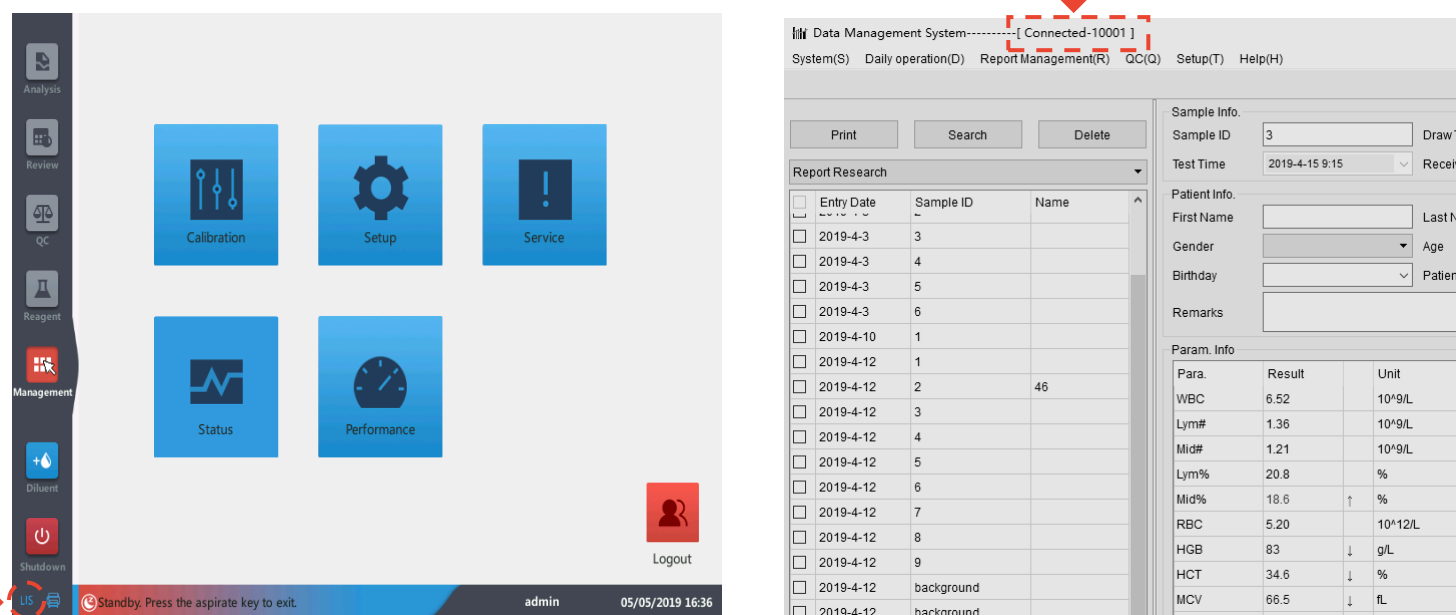 Analysis
Review
QC
Reagent
Management
Diluent
Shutdown
LIS
Calibration
Setup
Service
Status
Performance
Logout
Standby. Press the aspirate key to exit.
admin
05/05/2019 16:36
Data Management System----------[ Connected-10001 ]
System(S) Daily operation(D) Report Management(R) QC(Q) Setup(T) Help(H)
Print Search Delete
Report Research
Entry Date Sample ID Name
2019-4-3 3
2019-4-3 4
2019-4-3 5
2019-4-3 6
2019-4-10 1
2019-4-12 1
2019-4-12 2 46
2019-4-12 3
2019-4-12 4
2019-4-12 5
2019-4-12 6
2019-4-12 7
2019-4-12 8
2019-4-12 9
2019-4-12 background
2019-4-12 background
Sample Info.
Sample ID 3 Draw
Test Time 2019-4-15 9:15 Recei
Patient Info.
First Name Last N
Gender Age
Birthday Patien
Remarks
Param. Info
Para. Result Unit
WBC 6.52 10^9/L
Lym# 1.36 10^9/L
Mid# 1.21 10^9/L
Lym% 20.8 %
Mid% 18.6 ↑ %
RBC 5.20 10^12/L
HGB 83 ↓ g/L
HCT 34.6 ↓ %
MCV 66.5 ↓ fL